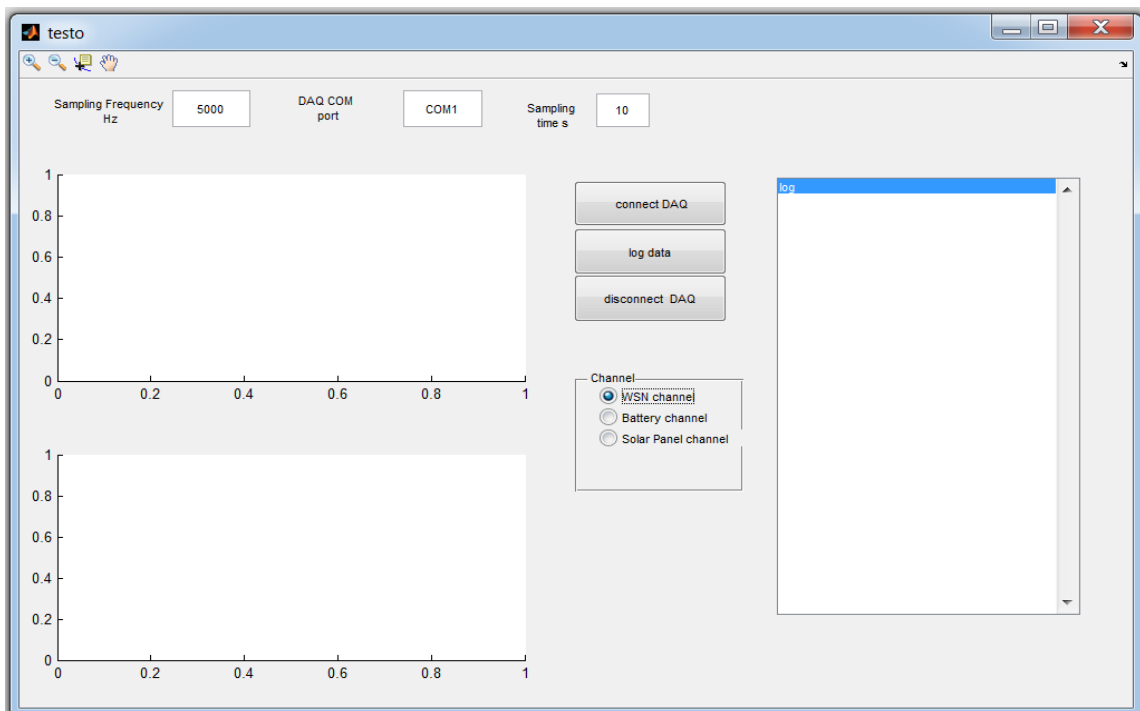 testo
Sampling Frequency
Hz
5000
DAQ COM
port
COM1
Sampling
time s
10
1
0.8
0.6
0.4
0.2
0
0
0.2
0.4
0.6
0.8
1
connect DAQ
log data
disconnect DAQ
Channel
WSN channel
Battery channel
Solar Panel channel
log
1
0.8
0.6
0.4
0.2
0
0
0.2
0.4
0.6
0.8
1